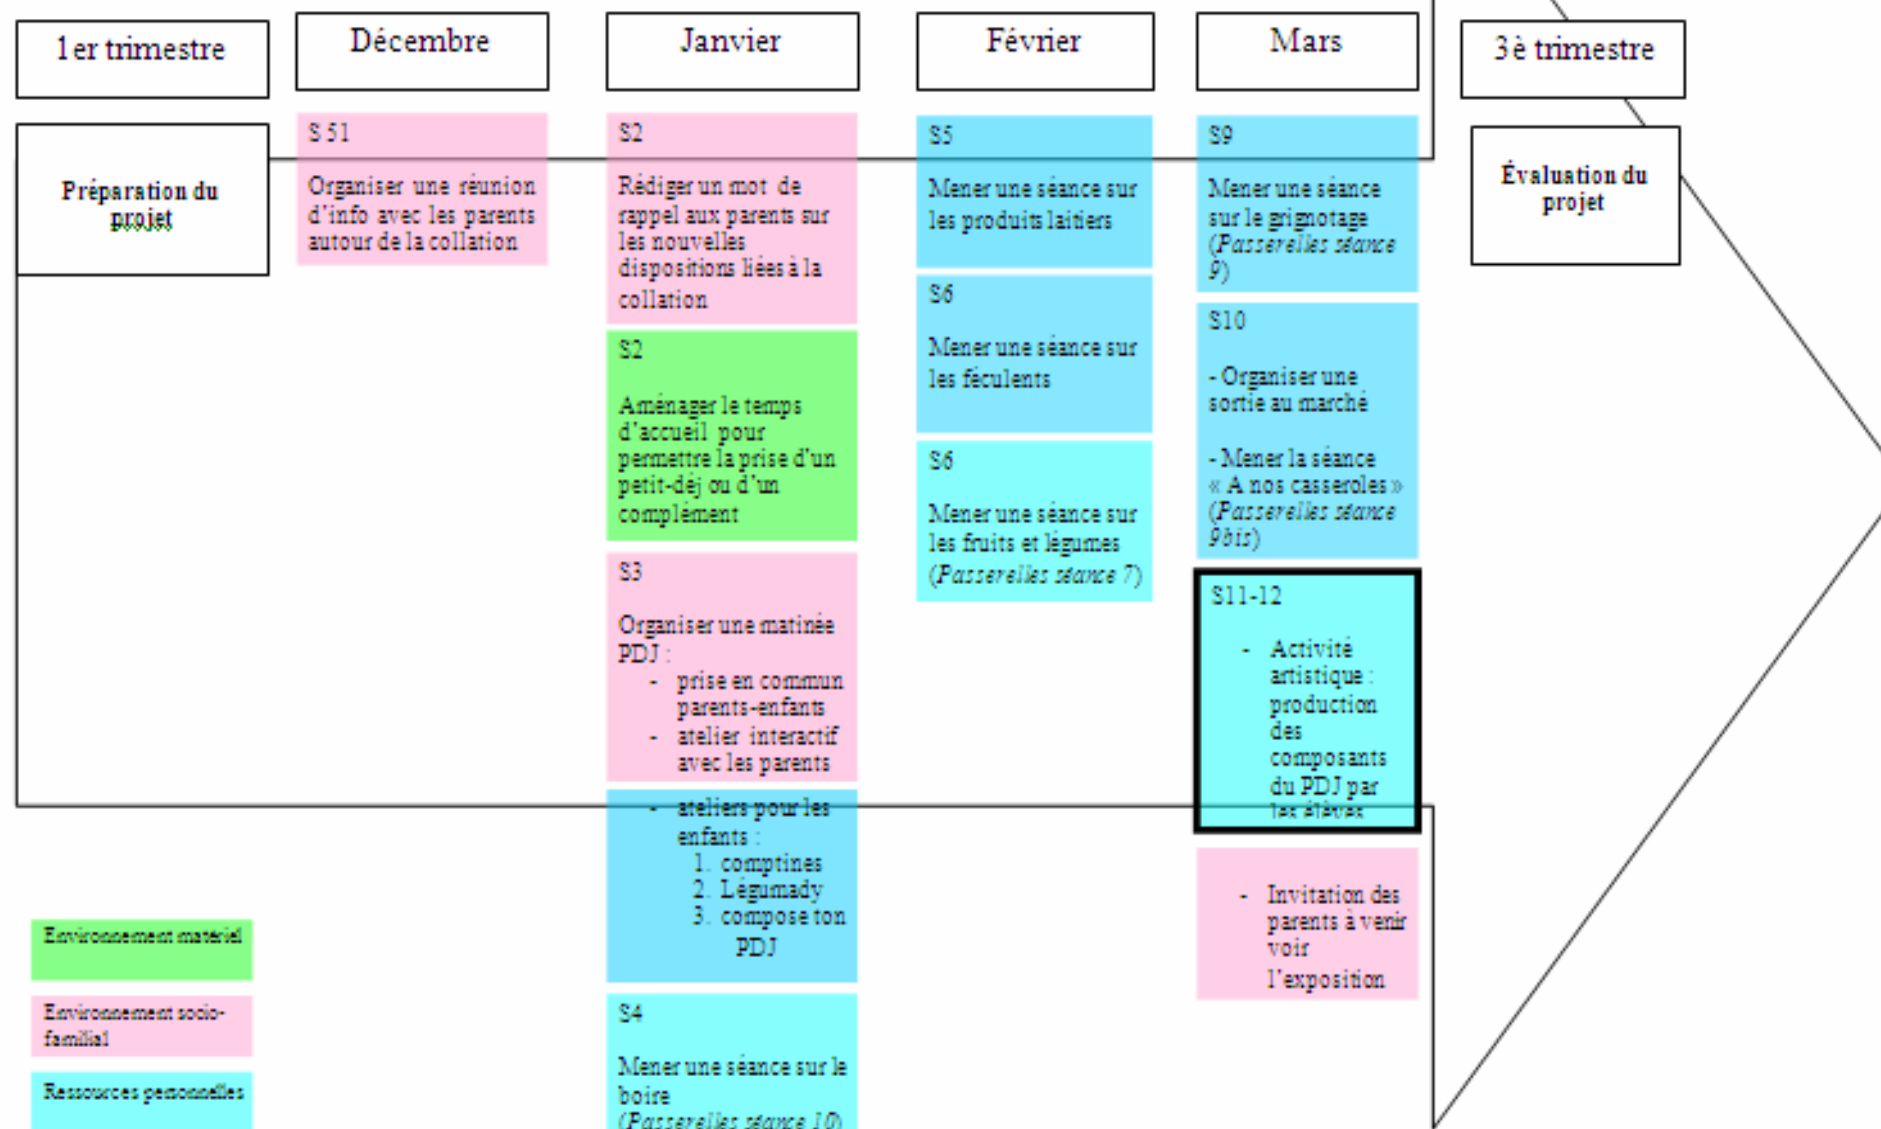 1er trimestre
Décembre
Janvier
Février
Mars
3è trimestre
Préparation du
projet
S 51
Organiser une réunion
d'info avec les parents
autour de la collation
S2
Rédiger un mot de
rappel aux parents sur
les nouvelles
dispositions liées à la
collation
S2
Aménager le temps
d'accueil pour
permettre la prise d'un
petit-déj ou d'un
complément
S3
Organiser une matinée
PDJ :
- prise en commun
parents-enfants
- atelier interactif
avec les parents
- ateliers pour les
enfants :
1. comptines
2. Légumady
3. compose ton
PDJ
S4
Mener une séance sur le
boire
(Passerelles séance 10)
S5
Mener une séance sur
les produits laitiers
S6
Mener une séance sur
les féculents
S6
Mener une séance sur
les fruits et légumes
(Passerelles séance 7)
S9
Mener une séance
sur le grignotage
(Passerelles séance
9)
S10
- Organiser une
sortie au marché
- Mener la séance
« A nos casseroles »
(Passerelles séance
9bis)
S11-12
- Activité
artistique :
production
des
composants
du PDJ par
les élèves
- Invitation des
parents à venir
voir
l'exposition
Évaluation du
projet
Environnement matériel
Environnement socio-
familial
Ressources personnelles